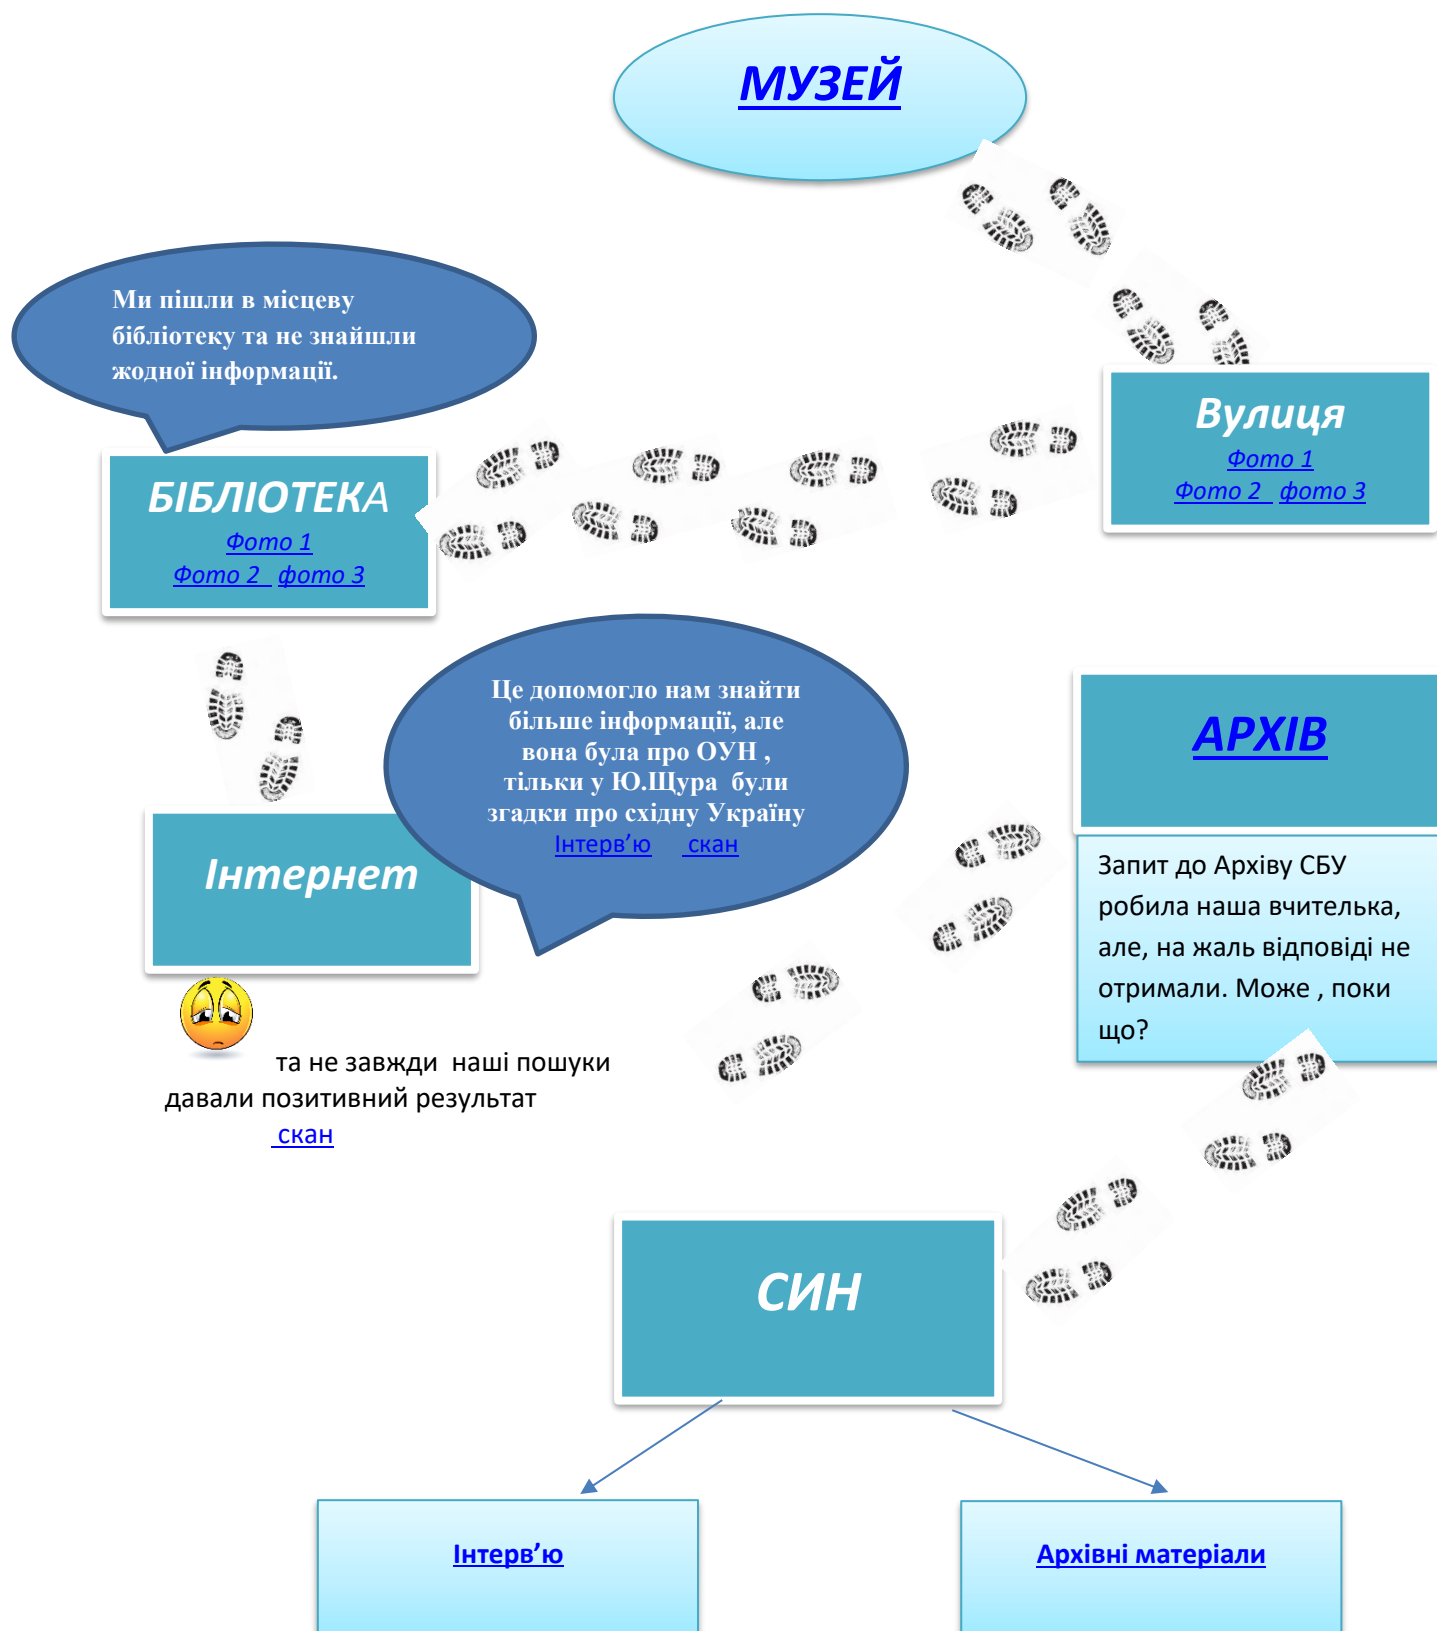 МУЗЕЙ
Ми пішли в місцеву
бібліотеку та не знайшли
жодної інформації.
Вулиця
Фото 1
Фото 2 фото 3
БІБЛІОТЕКА
Фото 1
Фото 2 фото 3
Це допомогло нам знайти
більше інформації, але
вона була про ОУН ,
тільки у Ю.Щура були
згадки про східну Україну
Інтерв’ю скан
АРХІВ
Інтернет
Запит до Архіву СБУ
робила наша вчителька,
але, на жаль відповіді не
отримали. Може , поки
що?
та не завжди наші пошуки
давали позитивний результат
скан
СИН
Інтерв’ю
Архівні матеріали